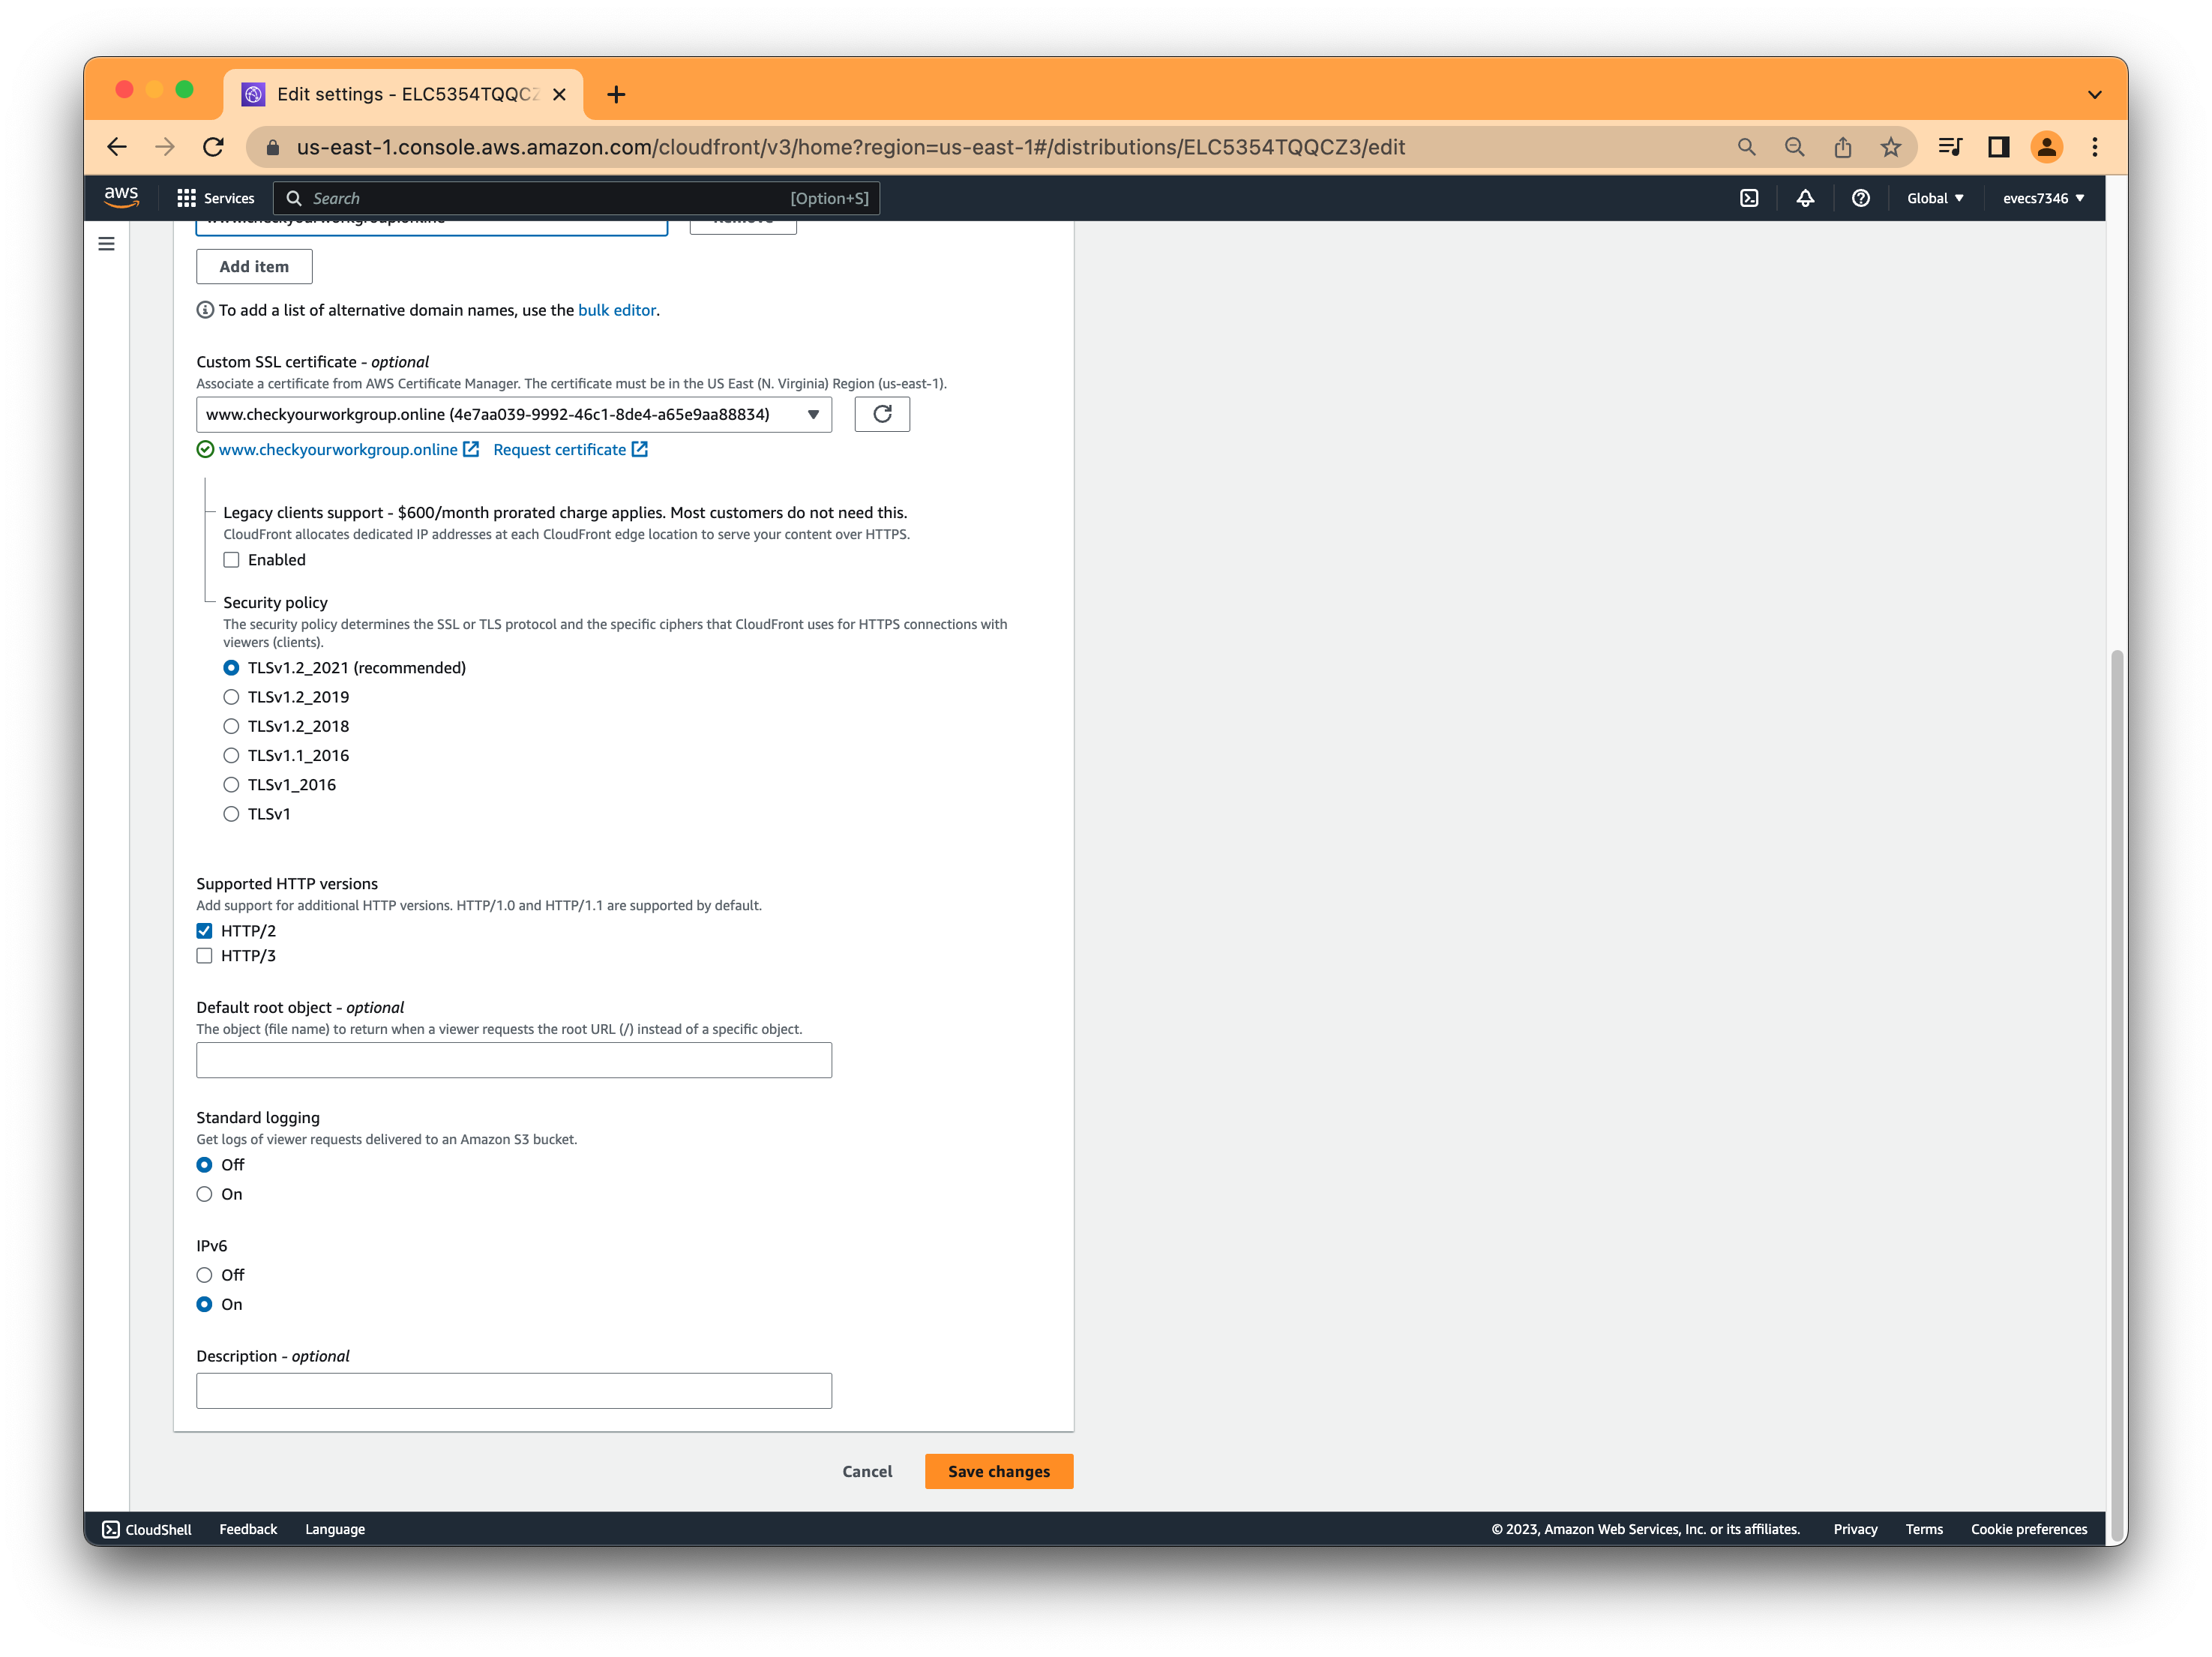 Edit settings - ELC5354TQQCZ
us-east-1.console.aws.amazon.com/cloudfront/v3/home?region=us-east-1#/distributions/ELC5354TQQCZ3/edit
aws
Services
Search
[Option+S]
Global
evecs7346
www.checkyourworkgroup.online
Remove
Add item
To add a list of alternative domain names, use the bulk editor.
Custom SSL certificate - optional
Associate a certificate from AWS Certificate Manager. The certificate must be in the US East (N. Virginia) Region (us-east-1).
www.checkyourworkgroup.online (4e7aa039-9992-46c1-8de4-a65e9aa88834)
www.checkyourworkgroup.online
Request certificate
Legacy clients support - $600/month prorated charge applies. Most customers do not need this.
CloudFront allocates dedicated IP addresses at each CloudFront edge location to serve your content over HTTPS.
Enabled
Security policy
The security policy determines the SSL or TLS protocol and the specific ciphers that CloudFront uses for HTTPS connections with
viewers (clients).
TLSv1.2_2021 (recommended)
TLSv1.2_2019
TLSv1.2_2018
TLSv1.1_2016
TLSv1_2016
TLSv1
Supported HTTP versions
Add support for additional HTTP versions. HTTP/1.0 and HTTP/1.1 are supported by default.
HTTP/2
HTTP/3
Default root object - optional
The object (file name) to return when a viewer requests the root URL (/) instead of a specific object.
Standard logging
Get logs of viewer requests delivered to an Amazon S3 bucket.
Off
On
IPv6
Off
On
Description - optional
Cancel
Save changes
CloudShell
Feedback
Language
© 2023, Amazon Web Services, Inc. or its affiliates.
Privacy
Terms
Cookie preferences